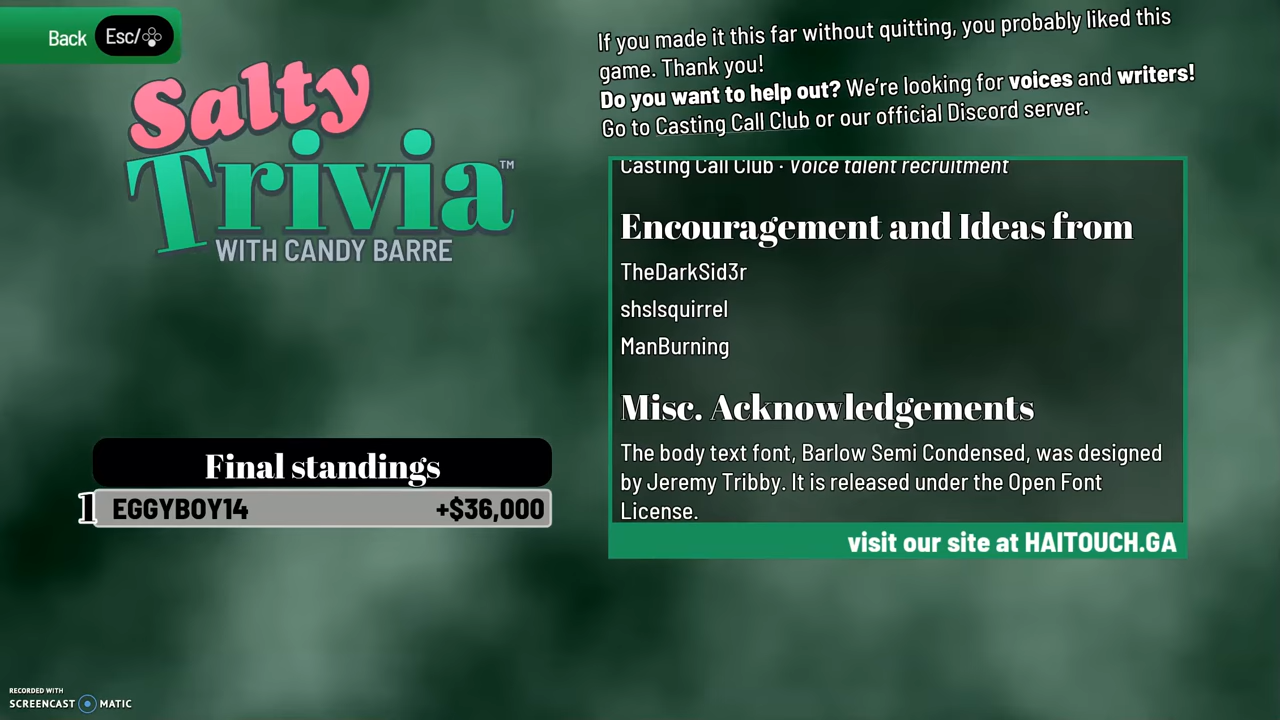 Back Esc/
Salty
Trivia™
WITH CANDY BARRE
If you made it this far without quitting, you probably liked this
game. Thank you!
Do you want to help out? We're looking for voices and writers!
Go to Casting Call Club or our official Discord server.
Casting Call Club · Voice talent recruitment
Encouragement and Ideas from
TheDarkSid3r
shslsquirrel
ManBurning
Misc. Acknowledgements
The body text font, Barlow Semi Condensed, was designed
by Jeremy Tribby. It is released under the Open Font
License.
visit our site at HAITOUCH.GA
Final standings
1 EGGYBOY14 +$36,000
RECORDED WITH
SCREENCAST MATIC